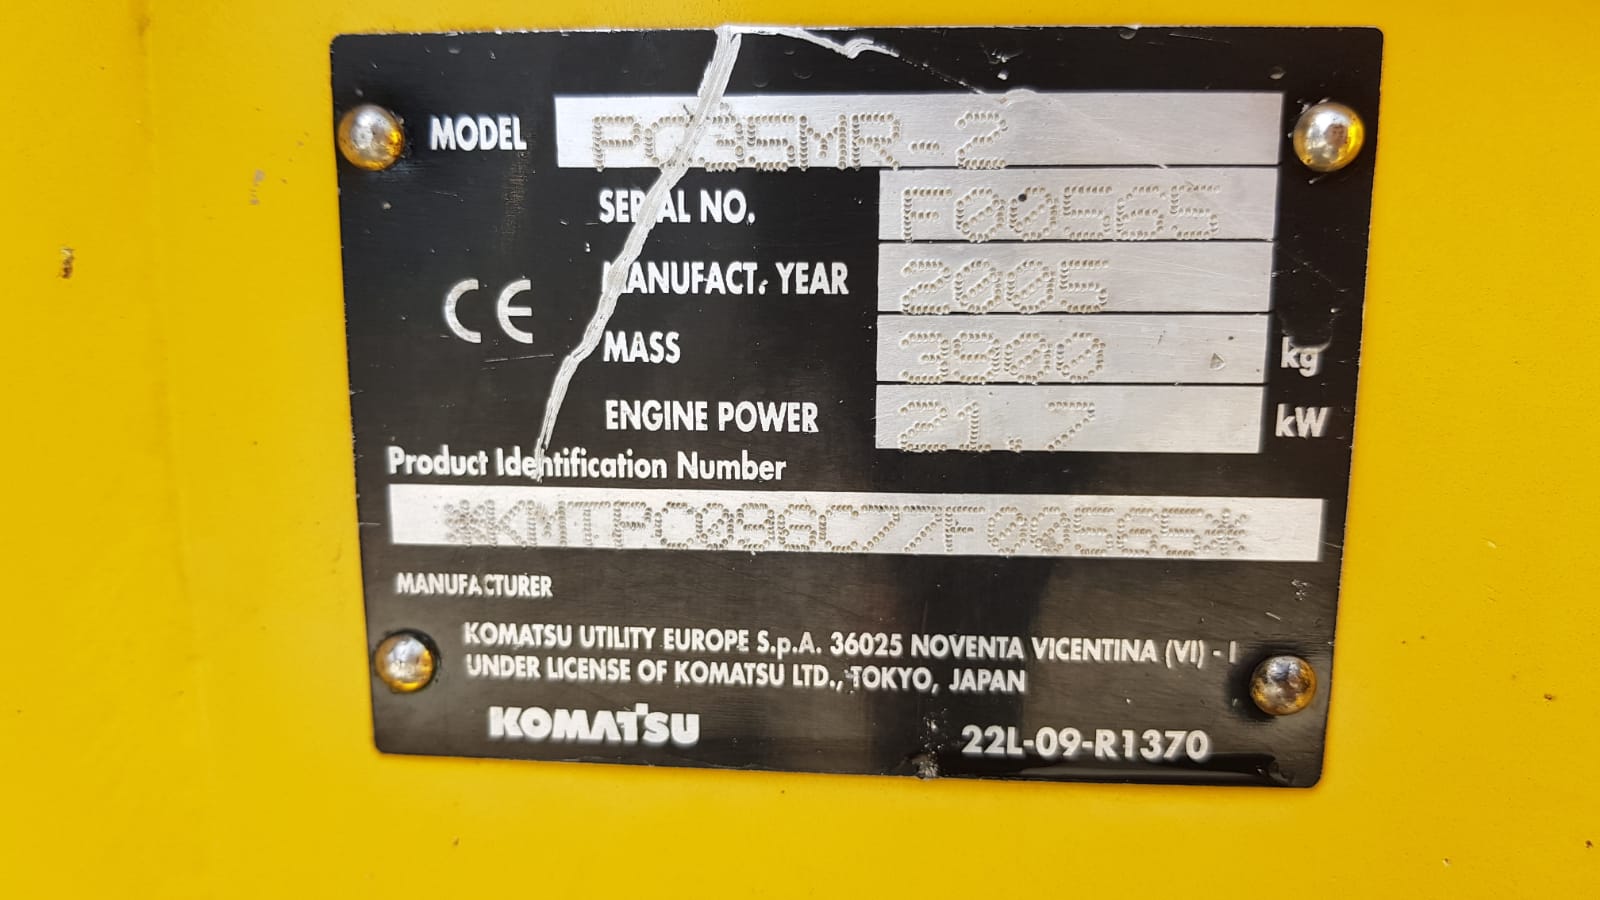 MODEL PC35MR-2
SERIAL NO. F00565
MANUFACT. YEAR 2005
CE
MASS 3900 kg
ENGINE POWER 21.7 kW
Product Identification Number
*KMTPC096C77F00565*
MANUFACTURER
KOMATSU UTILITY EUROPE S.p.A. 36025 NOVENTA VICENTINA (VI) - I
UNDER LICENSE OF KOMATSU LTD., TOKYO, JAPAN
KOMATSU 22L-09-R1370